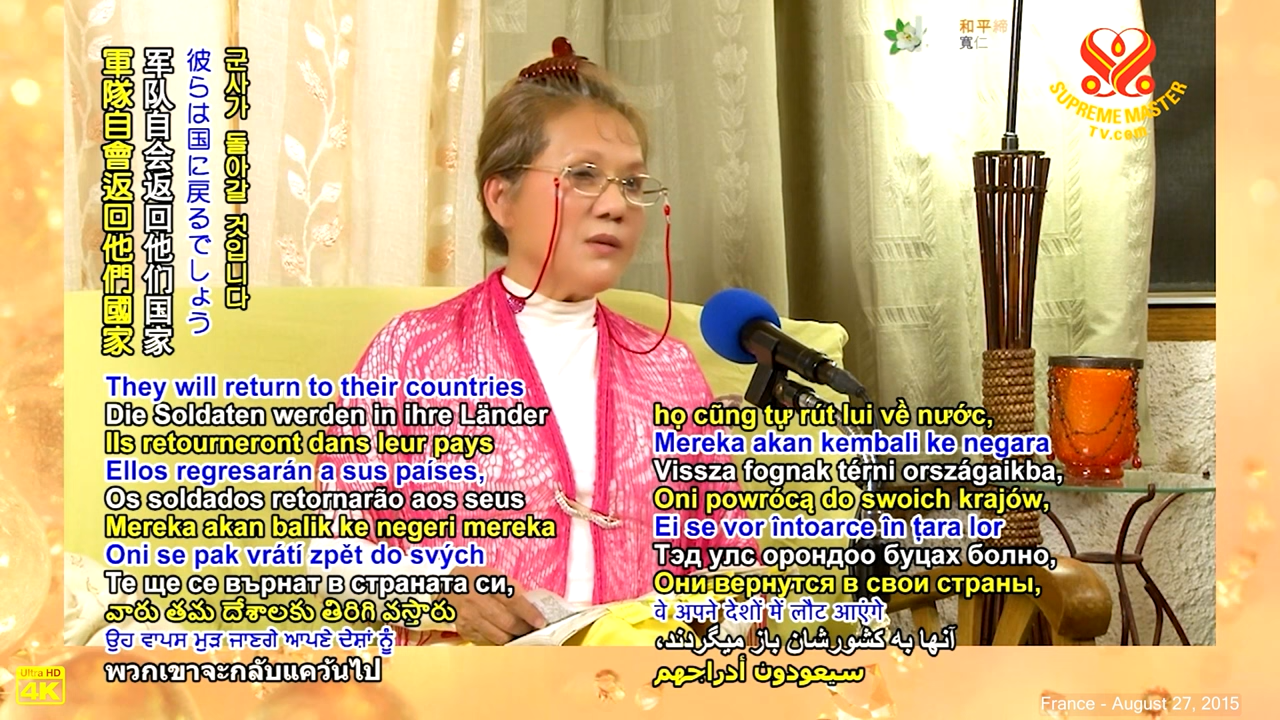 和平締
寬仁
SUPREME MASTER
TV.com
軍隊自會返回他們國家
军队自会返回他们国家
彼らは国に戻るでしょう
군사가 돌아갈 것입니다
They will return to their countries
Die Soldaten werden in ihre Länder
Ils retourneront dans leur pays
Ellos regresarán a sus países,
Os soldados retornarão aos seus
Mereka akan balik ke negeri mereka
Oni se pak vrátí zpět do svých
Те ще се върнат в страната си,
వారు తమ దేశాలకు తిరిగి వస్తారు
ਉਹ ਵਾਪਸ ਮੁੜ ਜਾਣਗੇ ਆਪਣੇ ਦੇਸ਼ਾਂ ਨੂੰ
พวกเขาจะกลับแคว้นไป
họ cũng tự rút lui về nước,
Mereka akan kembali ke negara
Vissza fognak térni országaikba,
Oni powrócą do swoich krajów,
Ei se vor întoarce în țara lor
Тэд улс орондоо буцах болно,
Они вернутся в свои страны,
वे अपने देशों में लौट आएंगे
آنها به کشورشان باز میگردند،
سيعودون أدراجهم
Ultra HD
4K
France - August 27, 2015